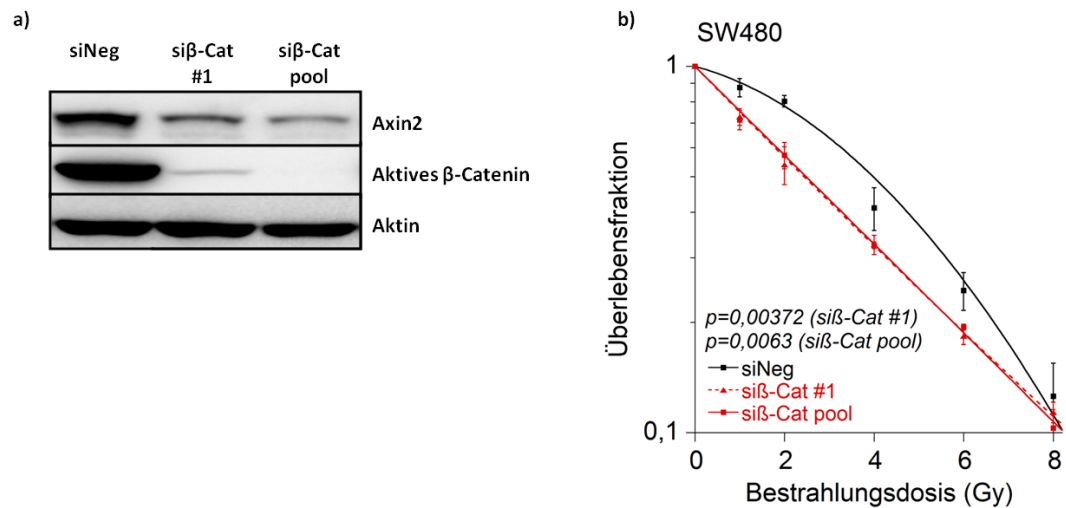 a)
siNeg
siβ-Cat
#1
siβ-Cat
pool
Axin2
Aktives β-Catenin
Aktin
b)
SW480
Überlebensfraktion
1
0,1
p=0,00372 (siß-Cat #1)
p=0,0063 (siß-Cat pool)
siNeg
siß-Cat #1
siß-Cat pool
0 2 4 6 8
Bestrahlungsdosis (Gy)